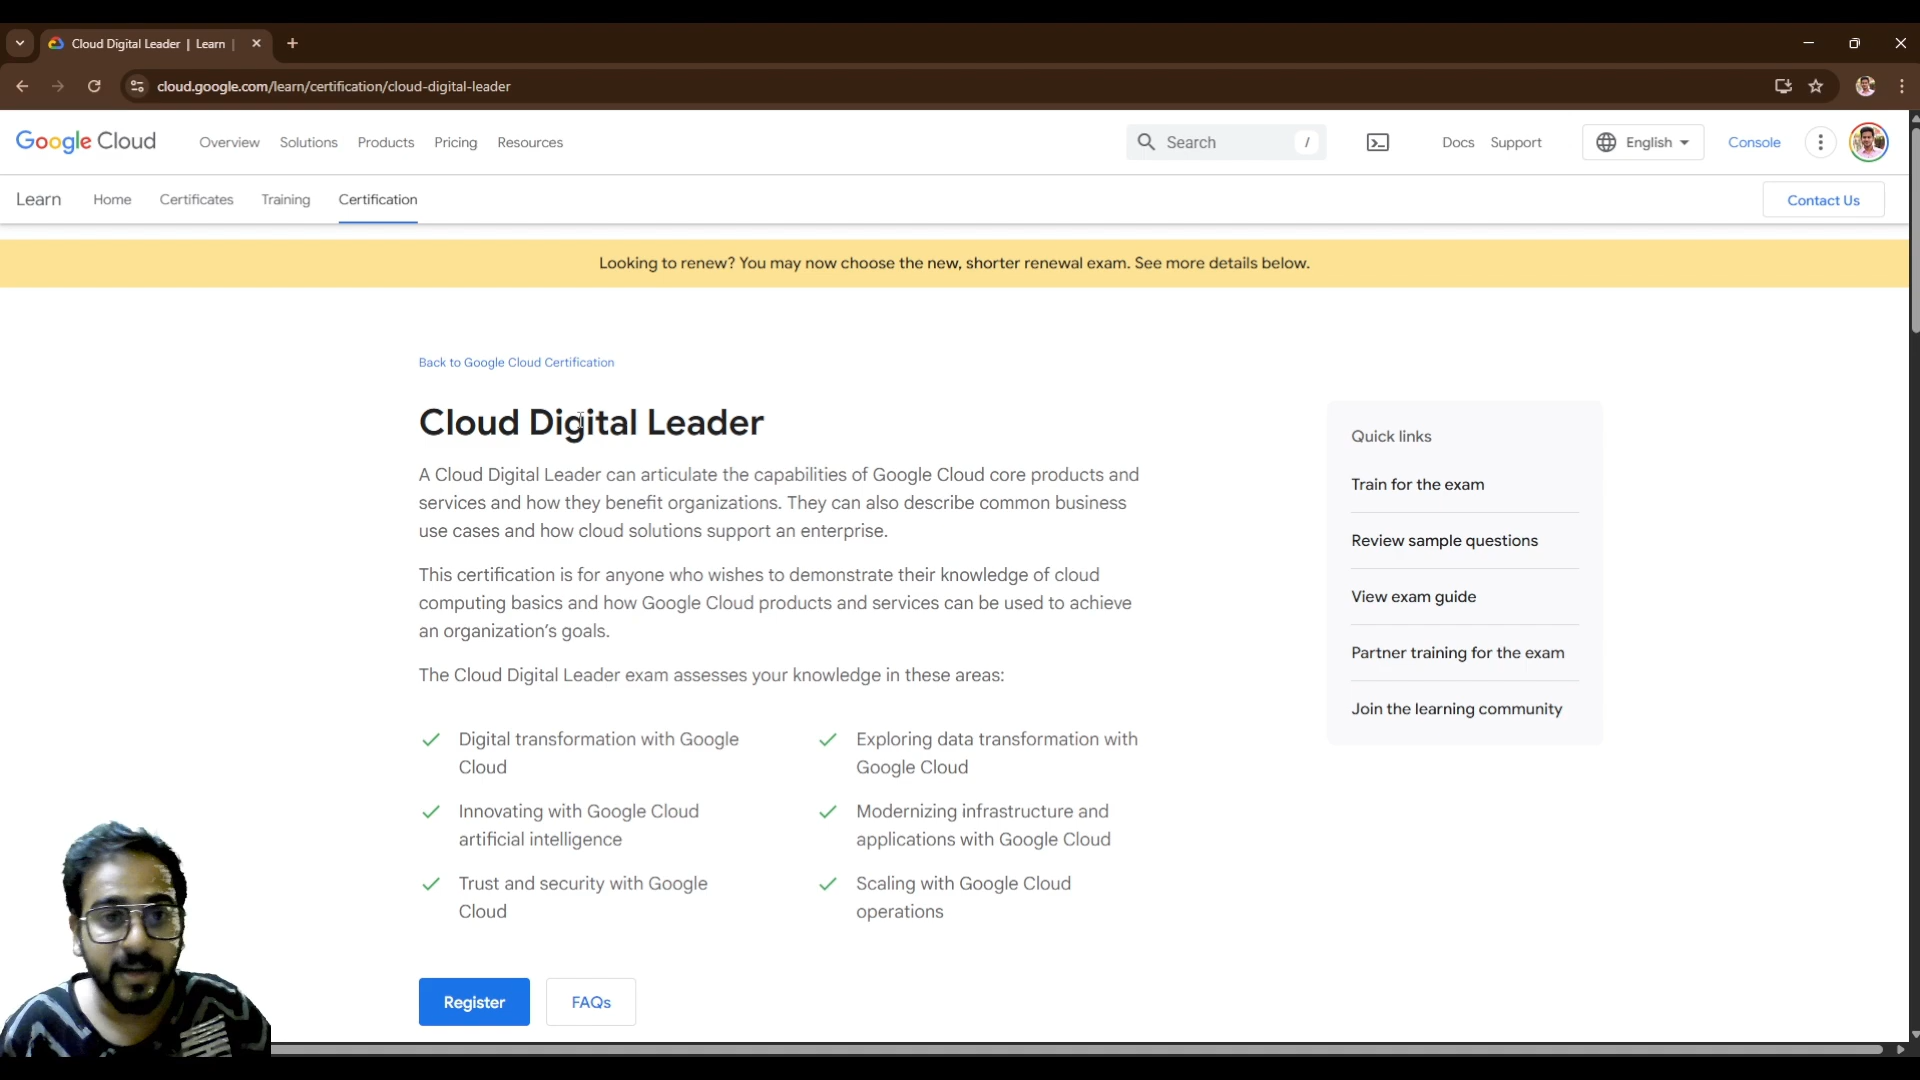 Cloud Digital Leader | Learn |
cloud.google.com/learn/certification/cloud-digital-leader
Google Cloud Overview Solutions Products Pricing Resources Search / Docs Support English Console
Learn Home Certificates Training Certification Contact Us
Looking to renew? You may now choose the new, shorter renewal exam. See more details below.
Back to Google Cloud Certification
Cloud Digital Leader
A Cloud Digital Leader can articulate the capabilities of Google Cloud core products and
services and how they benefit organizations. They can also describe common business
use cases and how cloud solutions support an enterprise.
This certification is for anyone who wishes to demonstrate their knowledge of cloud
computing basics and how Google Cloud products and services can be used to achieve
an organization's goals.
The Cloud Digital Leader exam assesses your knowledge in these areas:
Digital transformation with Google
Cloud
Exploring data transformation with
Google Cloud
Innovating with Google Cloud
artificial intelligence
Modernizing infrastructure and
applications with Google Cloud
Trust and security with Google
Cloud
Scaling with Google Cloud
operations
Register
FAQs
Quick links
Train for the exam
Review sample questions
View exam guide
Partner training for the exam
Join the learning community